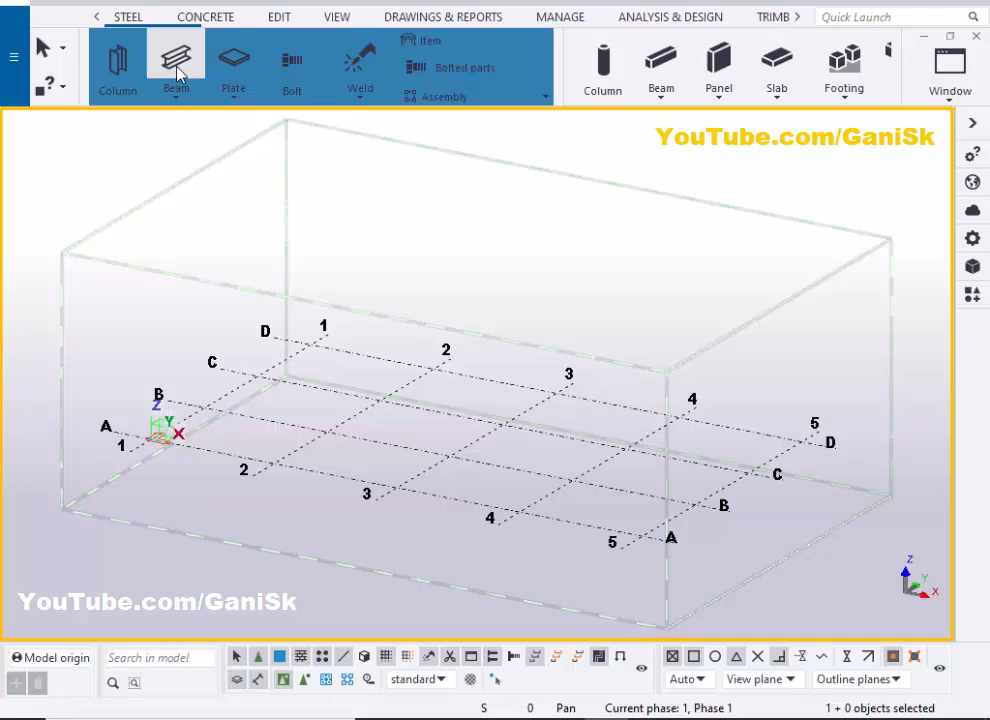 STEEL CONCRETE EDIT VIEW DRAWINGS & REPORTS MANAGE ANALYSIS & DESIGN TRIMB Quick Launch
Column Beam Plate Bolt Weld Item
Bolted parts
Assembly
Column Beam Panel Slab Footing Window
YouTube.com/GaniSk
D 1
2
C
3
B
Z
4
A
Y
X
5
1
D
2
C
3
B
4
A
5
Z
Y
X
YouTube.com/GaniSk
Model origin Search in model
standard Auto View plane Outline planes
S 0 Pan Current phase: 1, Phase 1 1 + 0 objects selected